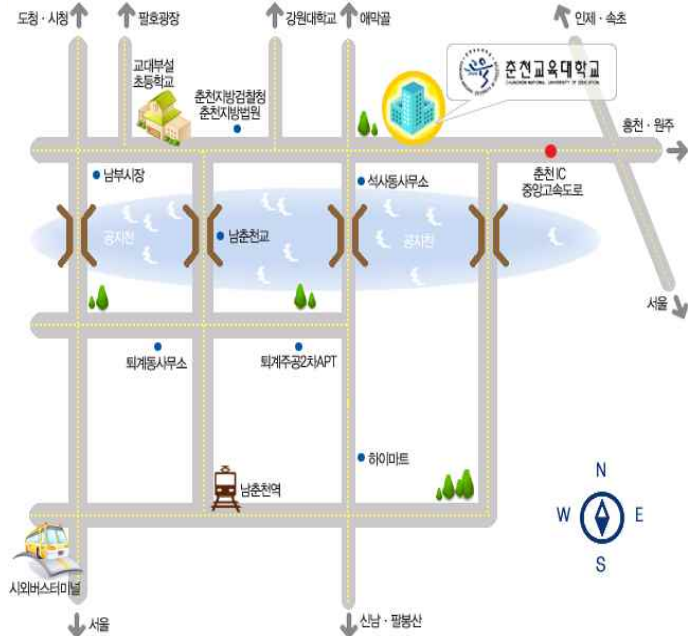 도청·시청
팔호광장
강원대학교
애막골
인제·속초
교대부설
초등학교
춘천지방검찰청
춘천지방법원
춘천교육대학교
CHUNCHEON NATIONAL UNIVERSITY OF EDUCATION
홍천·원주
남부시장
석사동사무소
춘천IC
중앙고속도로
공지천
남춘천교
공지천
서울
퇴계동사무소
퇴계주공2차APT
하이마트
남춘천역
N
W
E
S
시외버스터미널
서울
신남·팔봉산